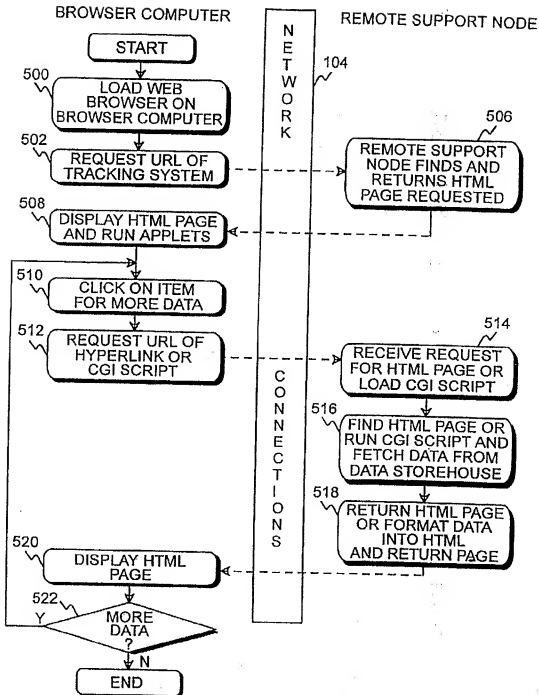 BROWSER COMPUTER
REMOTE SUPPORT NODE
START
NETWORK
CONNECTIONS
104
500
LOAD WEB
BROWSER ON
BROWSER COMPUTER
502
REQUEST URL OF
TRACKING SYSTEM
506
REMOTE SUPPORT
NODE FINDS AND
RETURNS HTML
PAGE REQUESTED
508
DISPLAY HTML PAGE
AND RUN APPLETS
510
CLICK ON ITEM
FOR MORE DATA
512
REQUEST URL OF
HYPERLINK OR
CGI SCRIPT
514
RECEIVE REQUEST
FOR HTML PAGE OR
LOAD CGI SCRIPT
516
FIND HTML PAGE OR
RUN CGI SCRIPT AND
FETCH DATA FROM
DATA STOREHOUSE
518
RETURN HTML PAGE
OR FORMAT DATA
INTO HTML
AND RETURN PAGE
520
DISPLAY HTML
PAGE
522
Y
MORE
DATA
?
N
END